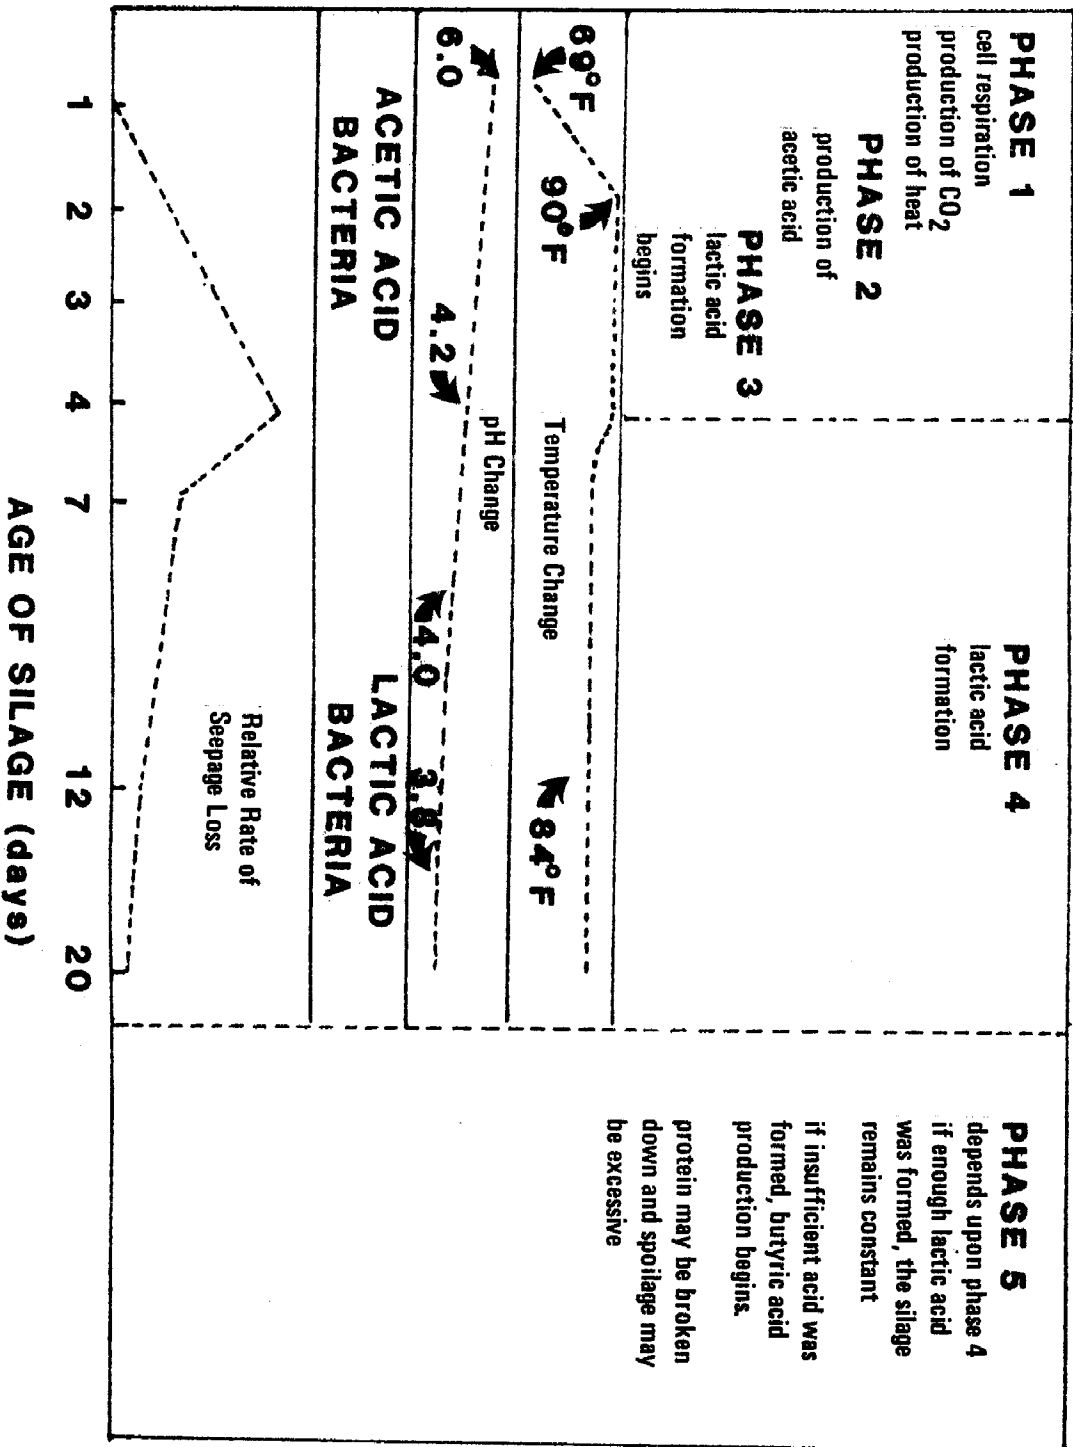 PHASE 1
cell respiration
production of CO₂
production of heat
PHASE 2
production of
acetic acid
PHASE 3
lactic acid
formation
begins
PHASE 4
lactic acid
formation
PHASE 5
depends upon phase 4
if enough lactic acid
was formed, the silage
remains constant
if insufficient acid was
formed, butyric acid
production begins.
protein may be broken
down and spoilage may
be excessive
69°F
90°F
Temperature Change
84°F
6.0
4.2
pH Change
4.0
3.8
ACETIC ACID
BACTERIA
LACTIC ACID
BACTERIA
Relative Rate of
Seepage Loss
1 2 3 4 7 12 20
AGE OF SILAGE (days)